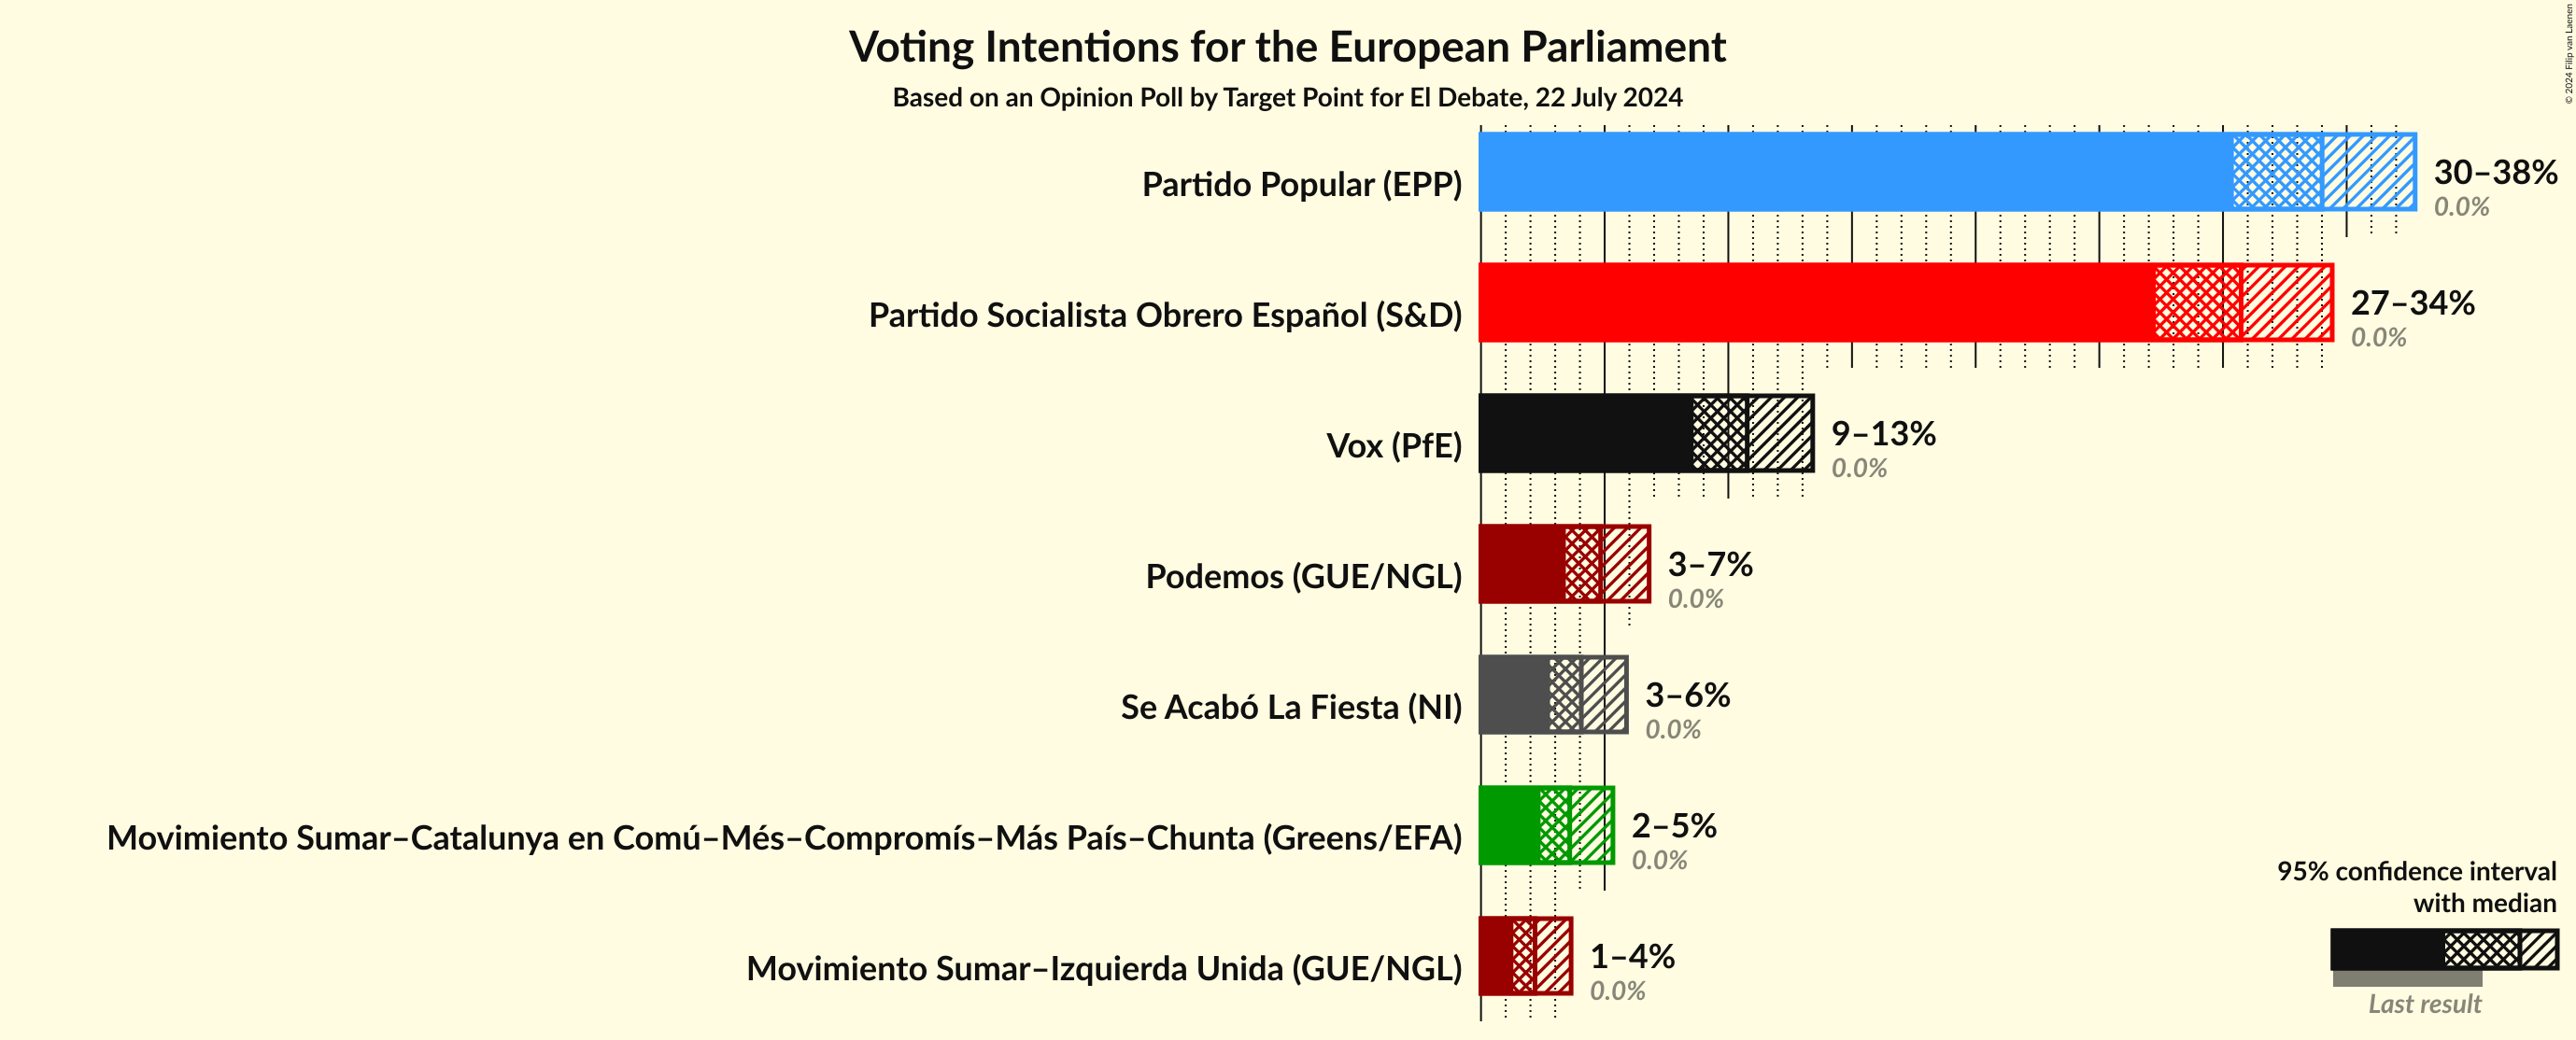 Voting Intentions for the European Parliament
Based on an Opinion Poll by Target Point for El Debate, 22 July 2024
© 2024 Filip van Laenen
Partido Popular (EPP)
30–38%
0.0%
Partido Socialista Obrero Español (S&D)
27–34%
0.0%
Vox (PfE)
9–13%
0.0%
Podemos (GUE/NGL)
3–7%
0.0%
Se Acabó La Fiesta (NI)
3–6%
0.0%
Movimiento Sumar–Catalunya en Comú–Més–Compromís–Más País–Chunta (Greens/EFA)
2–5%
0.0%
Movimiento Sumar–Izquierda Unida (GUE/NGL)
1–4%
0.0%
95% confidence interval
with median
Last result